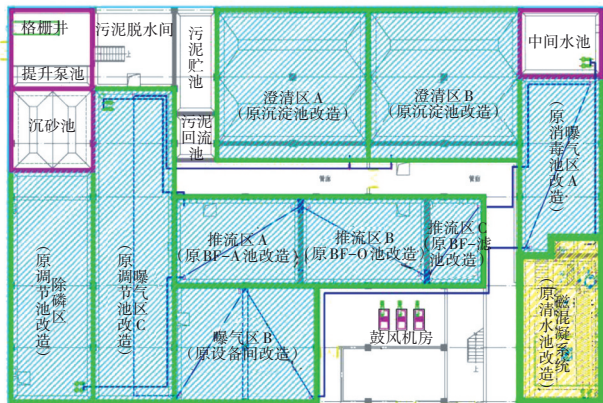 格栅井
提升泵池
沉砂池
污泥脱水间
上
污泥贮池
污泥
回流
池
澄清区A
(原沉淀池改造)
澄清区B
(原沉淀池改造)
中间水池
曝气区A
(原消毒池改造)
管廊
管廊
推流区A
(原BF-A池改造)
推流区B
(原BF-O池改造)
推流区C
(原BF-滤
池改造)
除磷区
(原调节池改造)
曝气区C
(原调节池改造)
曝气区B
(原设备间改造)
鼓风机房
上
磁混凝系统
(原清水池改造)